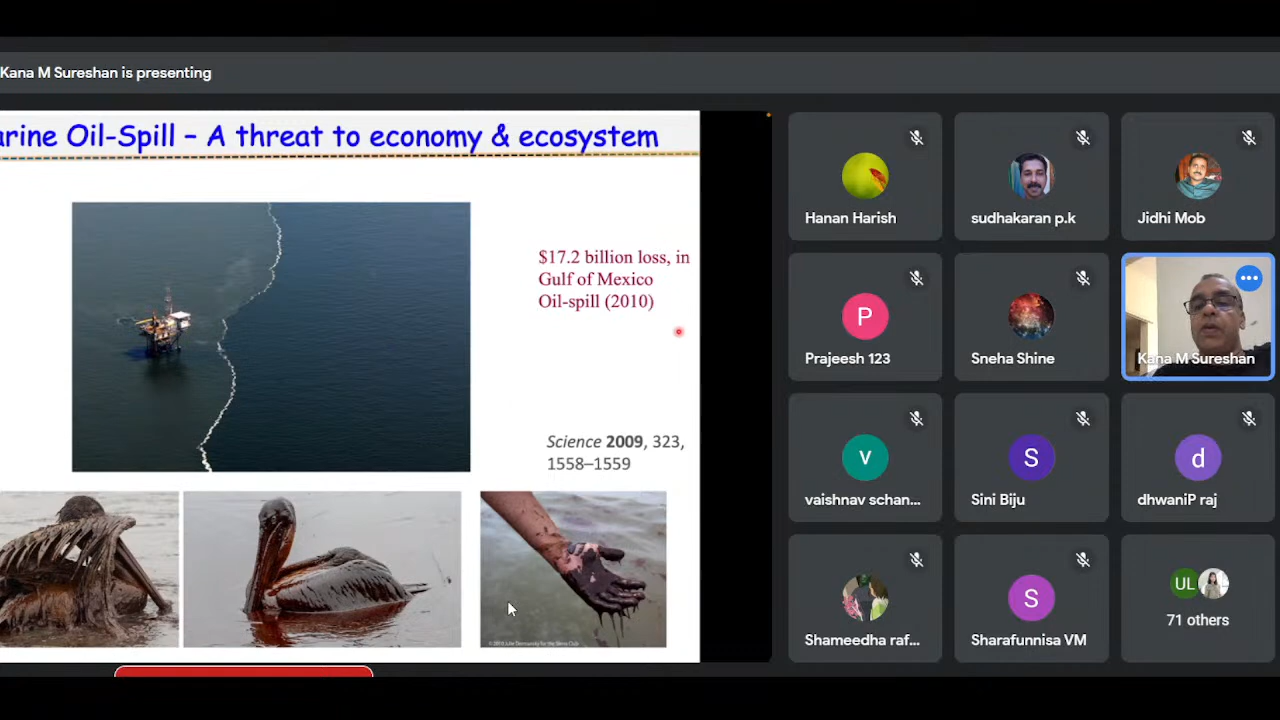 Kana M Sureshan is presenting
arine Oil-Spill – A threat to economy & ecosystem
$17.2 billion loss, in
Gulf of Mexico
Oil-spill (2010)
Science 2009, 323,
1558–1559
Hanan Harish
sudhakaran p.k
Jidhi Mob
P
Prajeesh 123
Sneha Shine
Kana M Sureshan
v
vaishnav schan...
S
Sini Biju
d
dhwaniP raj
Shameedha raf...
S
Sharafunnisa VM
UL
71 others